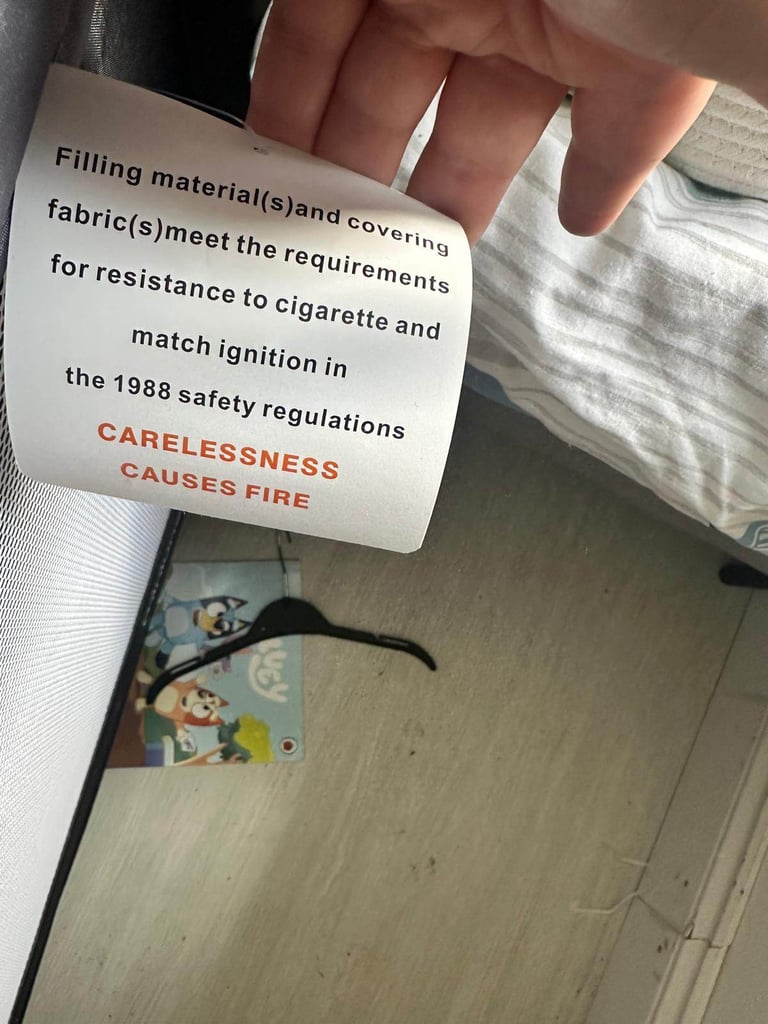 Filling material(s)and covering
fabric(s)meet the requirements
for resistance to cigarette and
match ignition in
the 1988 safety regulations
CARELESSNESS
CAUSES FIRE